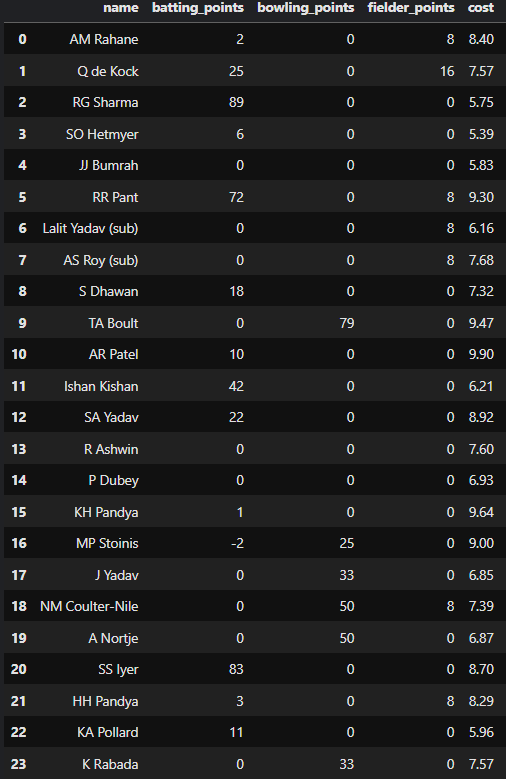 name batting_points bowling_points fielder_points cost
0 AM Rahane 2 0 8 8.40
1 Q de Kock 25 0 16 7.57
2 RG Sharma 89 0 0 5.75
3 SO Hetmyer 6 0 0 5.39
4 JJ Bumrah 0 0 0 5.83
5 RR Pant 72 0 8 9.30
6 Lalit Yadav (sub) 0 0 8 6.16
7 AS Roy (sub) 0 0 8 7.68
8 S Dhawan 18 0 0 7.32
9 TA Boult 0 79 0 9.47
10 AR Patel 10 0 0 9.90
11 Ishan Kishan 42 0 0 6.21
12 SA Yadav 22 0 0 8.92
13 R Ashwin 0 0 0 7.60
14 P Dubey 0 0 0 6.93
15 KH Pandya 1 0 0 9.64
16 MP Stoinis -2 25 0 9.00
17 J Yadav 0 33 0 6.85
18 NM Coulter-Nile 0 50 8 7.39
19 A Nortje 0 50 0 6.87
20 SS Iyer 83 0 0 8.70
21 HH Pandya 3 0 8 8.29
22 KA Pollard 11 0 0 5.96
23 K Rabada 0 33 0 7.57